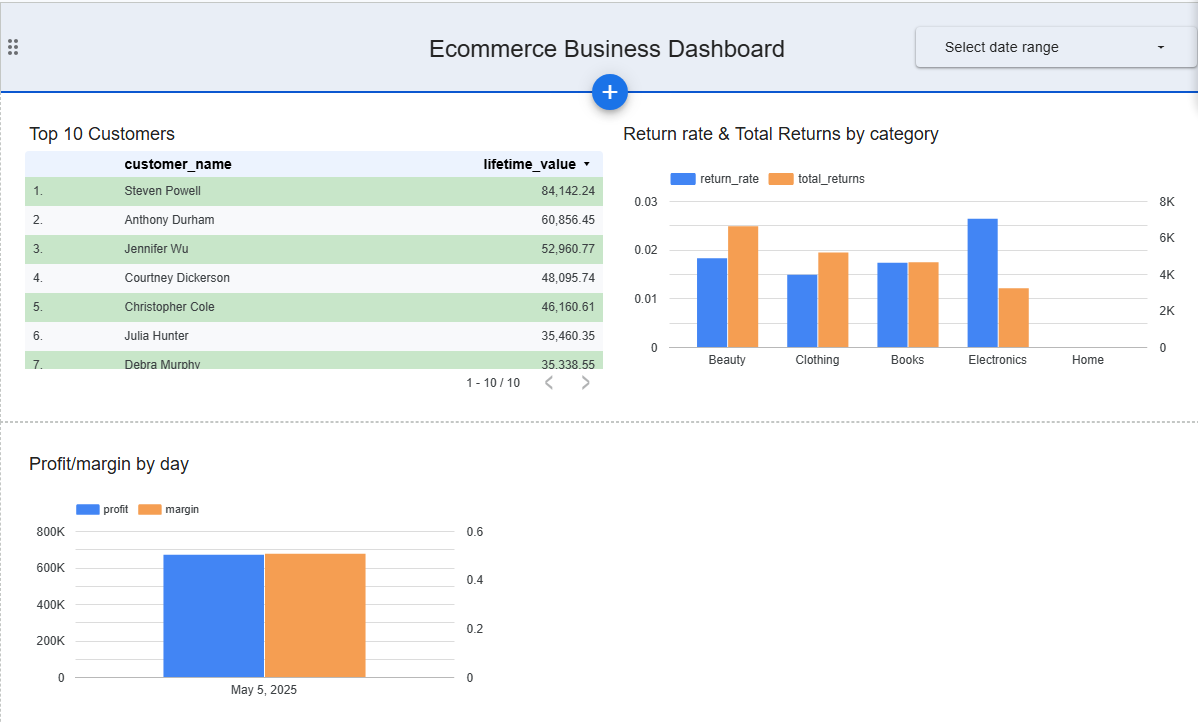 Ecommerce Business Dashboard
Select date range
Top 10 Customers
customer_name lifetime_value
1. Steven Powell 84,142.24
2. Anthony Durham 60,856.45
3. Jennifer Wu 52,960.77
4. Courtney Dickerson 48,095.74
5. Christopher Cole 46,160.61
6. Julia Hunter 35,460.35
7. Debra Murphy 35,338.55
1 - 10 / 10
Return rate & Total Returns by category
return_rate total_returns
0.03 8K
6K
0.02
4K
0.01
2K
0 0
Beauty Clothing Books Electronics Home
Profit/margin by day
profit margin
800K 0.6
600K
0.4
400K
0.2
200K
0 0
May 5, 2025